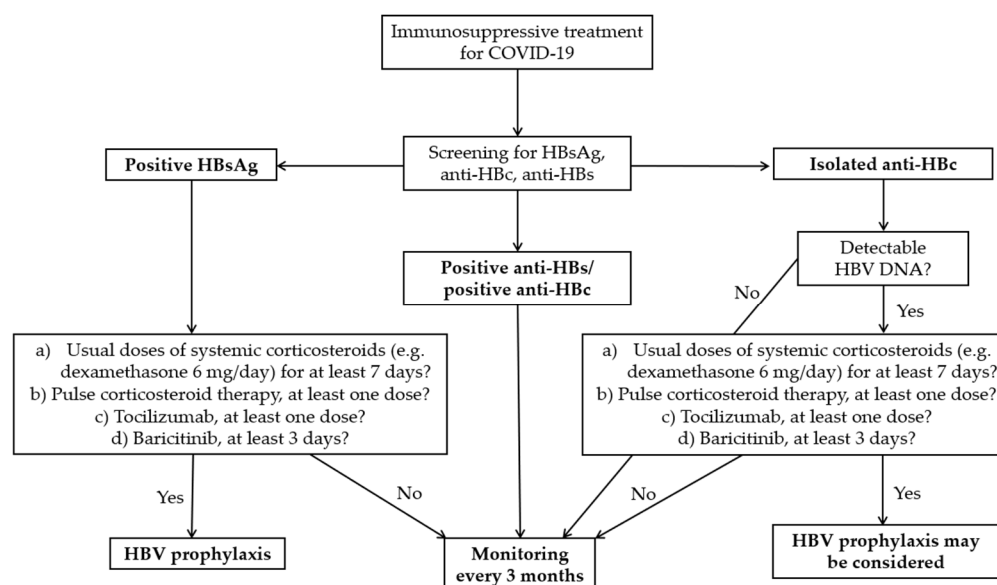 Immunosuppressive treatment
for COVID-19
Positive HBsAg
Screening for HBsAg,
anti-HBc, anti-HBs
Isolated anti-HBc
Positive anti-HBs/
positive anti-HBc
Detectable
HBV DNA?
No
Yes
a) Usual doses of systemic corticosteroids (e.g.
dexamethasone 6 mg/day) for at least 7 days?
b) Pulse corticosteroid therapy, at least one dose?
c) Tocilizumab, at least one dose?
d) Baricitinib, at least 3 days?
a) Usual doses of systemic corticosteroids (e.g.
dexamethasone 6 mg/day) for at least 7 days?
b) Pulse corticosteroid therapy, at least one dose?
c) Tocilizumab, at least one dose?
d) Baricitinib, at least 3 days?
Yes
No
No
Yes
HBV prophylaxis
Monitoring
every 3 months
HBV prophylaxis may
be considered